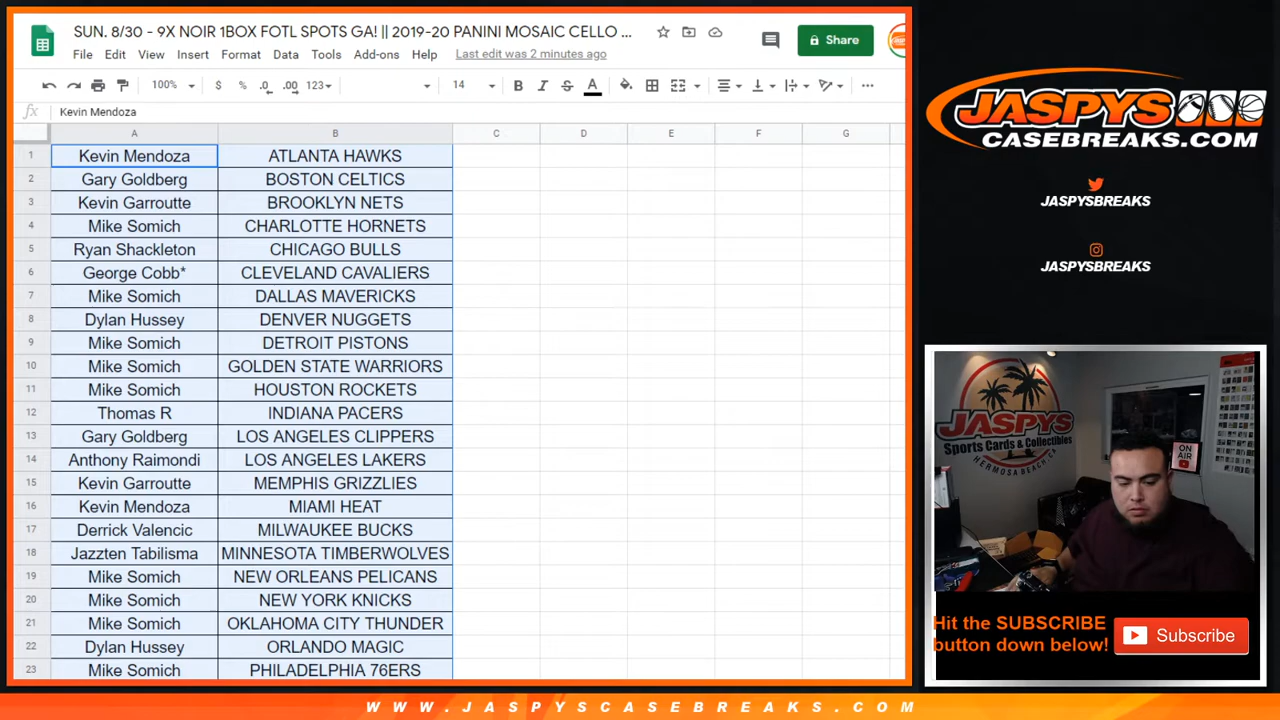 SUN. 8/30 - 9X NOIR 1BOX FOTL SPOTS GA! || 2019-20 PANINI MOSAIC CELLO ...
File Edit View Insert Format Data Tools Add-ons Help Last edit was 2 minutes ago
Share
100% $ % .0 .00 123 14 B I S A
fx Kevin Mendoza
A B C D E F G
1 Kevin Mendoza ATLANTA HAWKS
2 Gary Goldberg BOSTON CELTICS
3 Kevin Garroutte BROOKLYN NETS
4 Mike Somich CHARLOTTE HORNETS
5 Ryan Shackleton CHICAGO BULLS
6 George Cobb* CLEVELAND CAVALIERS
7 Mike Somich DALLAS MAVERICKS
8 Dylan Hussey DENVER NUGGETS
9 Mike Somich DETROIT PISTONS
10 Mike Somich GOLDEN STATE WARRIORS
11 Mike Somich HOUSTON ROCKETS
12 Thomas R INDIANA PACERS
13 Gary Goldberg LOS ANGELES CLIPPERS
14 Anthony Raimondi LOS ANGELES LAKERS
15 Kevin Garroutte MEMPHIS GRIZZLIES
16 Kevin Mendoza MIAMI HEAT
17 Derrick Valencic MILWAUKEE BUCKS
18 Jazzten Tabilisma MINNESOTA TIMBERWOLVES
19 Mike Somich NEW ORLEANS PELICANS
20 Mike Somich NEW YORK KNICKS
21 Mike Somich OKLAHOMA CITY THUNDER
22 Dylan Hussey ORLANDO MAGIC
23 Mike Somich PHILADELPHIA 76ERS
JASPYS
CASEBREAKS.COM
JASPYSBREAKS
JASPYSBREAKS
JASPYS
Sports Cards & Collectibles
HERMOSA BEACH, CA
ON
AIR
Hit the SUBSCRIBE
button down below!
Subscribe
WWW.JASPYSCASEBREAKS.COM